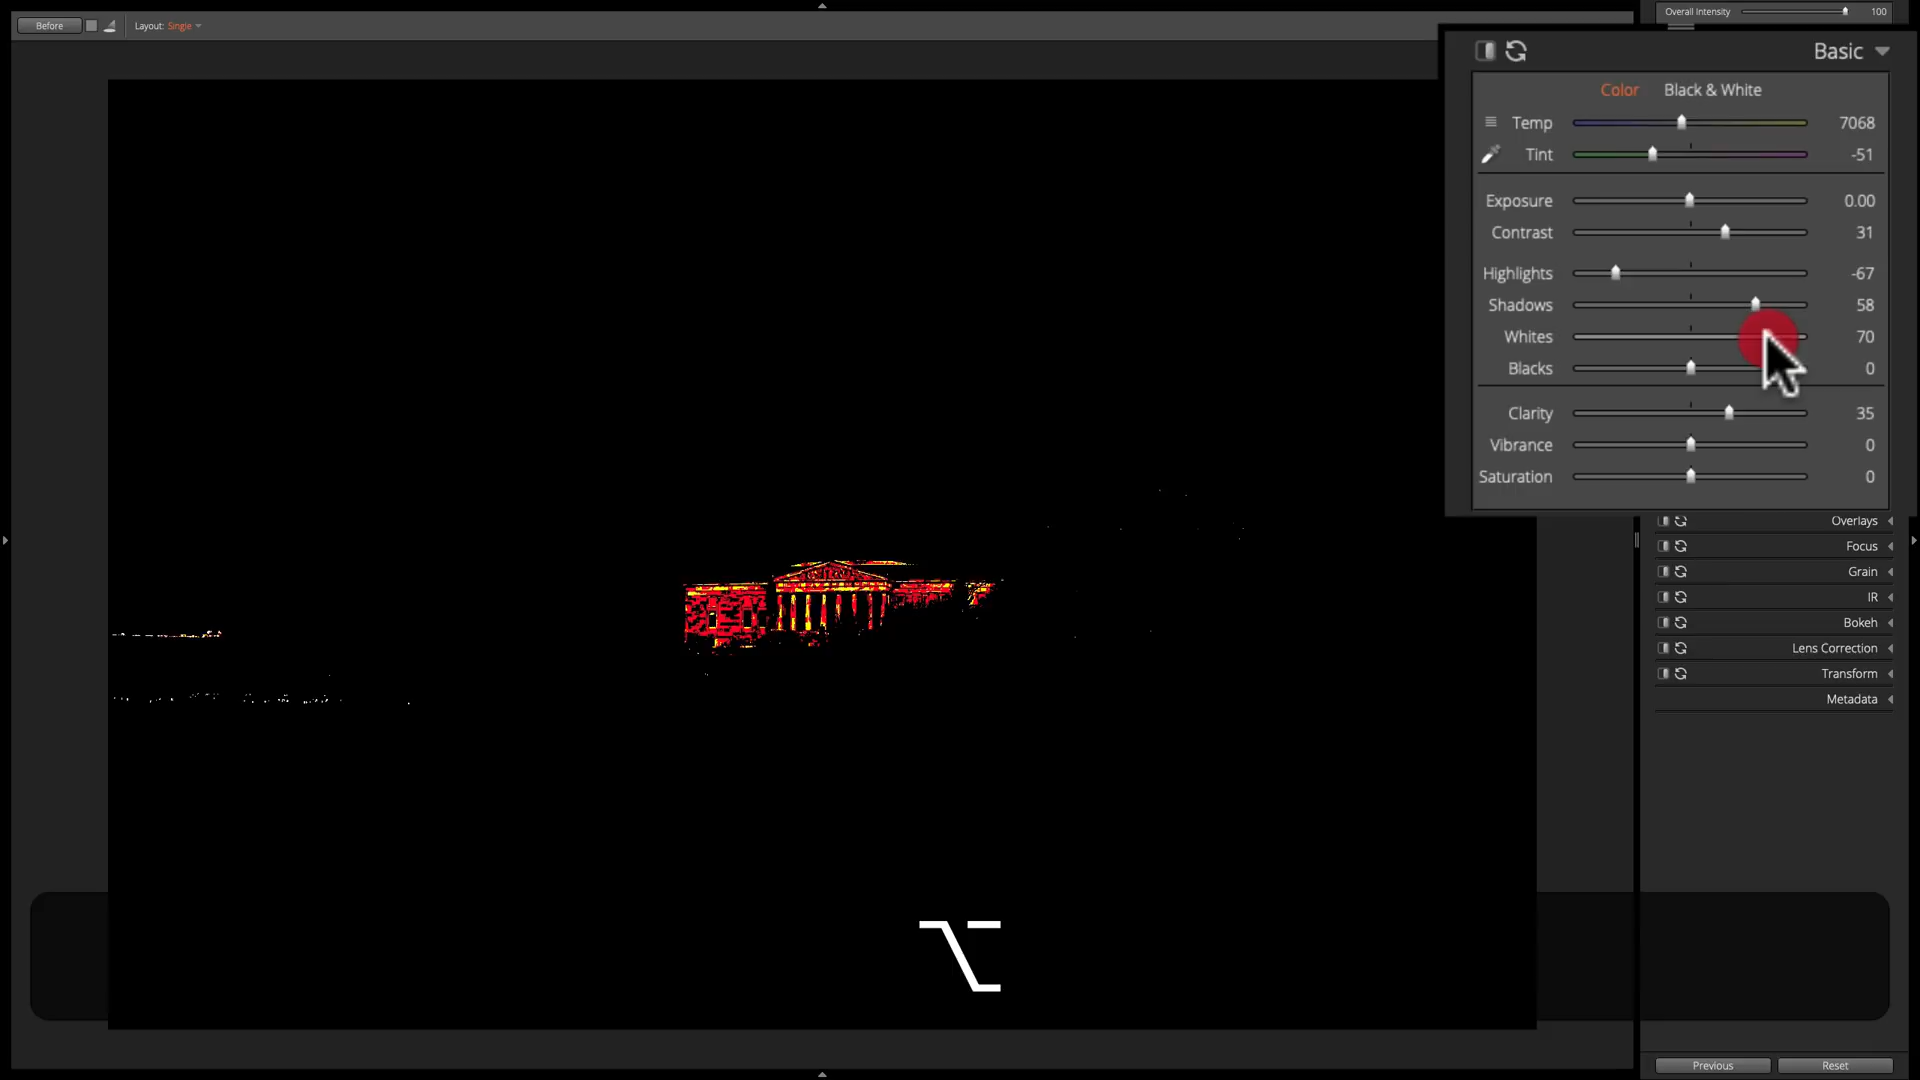 Before
Layout: Single
Overall Intensity 100
Basic
Color Black & White
Temp 7068
Tint -51
Exposure 0.00
Contrast 31
Highlights -67
Shadows 58
Whites 70
Blacks 0
Clarity 35
Vibrance 0
Saturation 0
Overlays
Focus
Grain
IR
Bokeh
Lens Correction
Transform
Metadata
Previous Reset